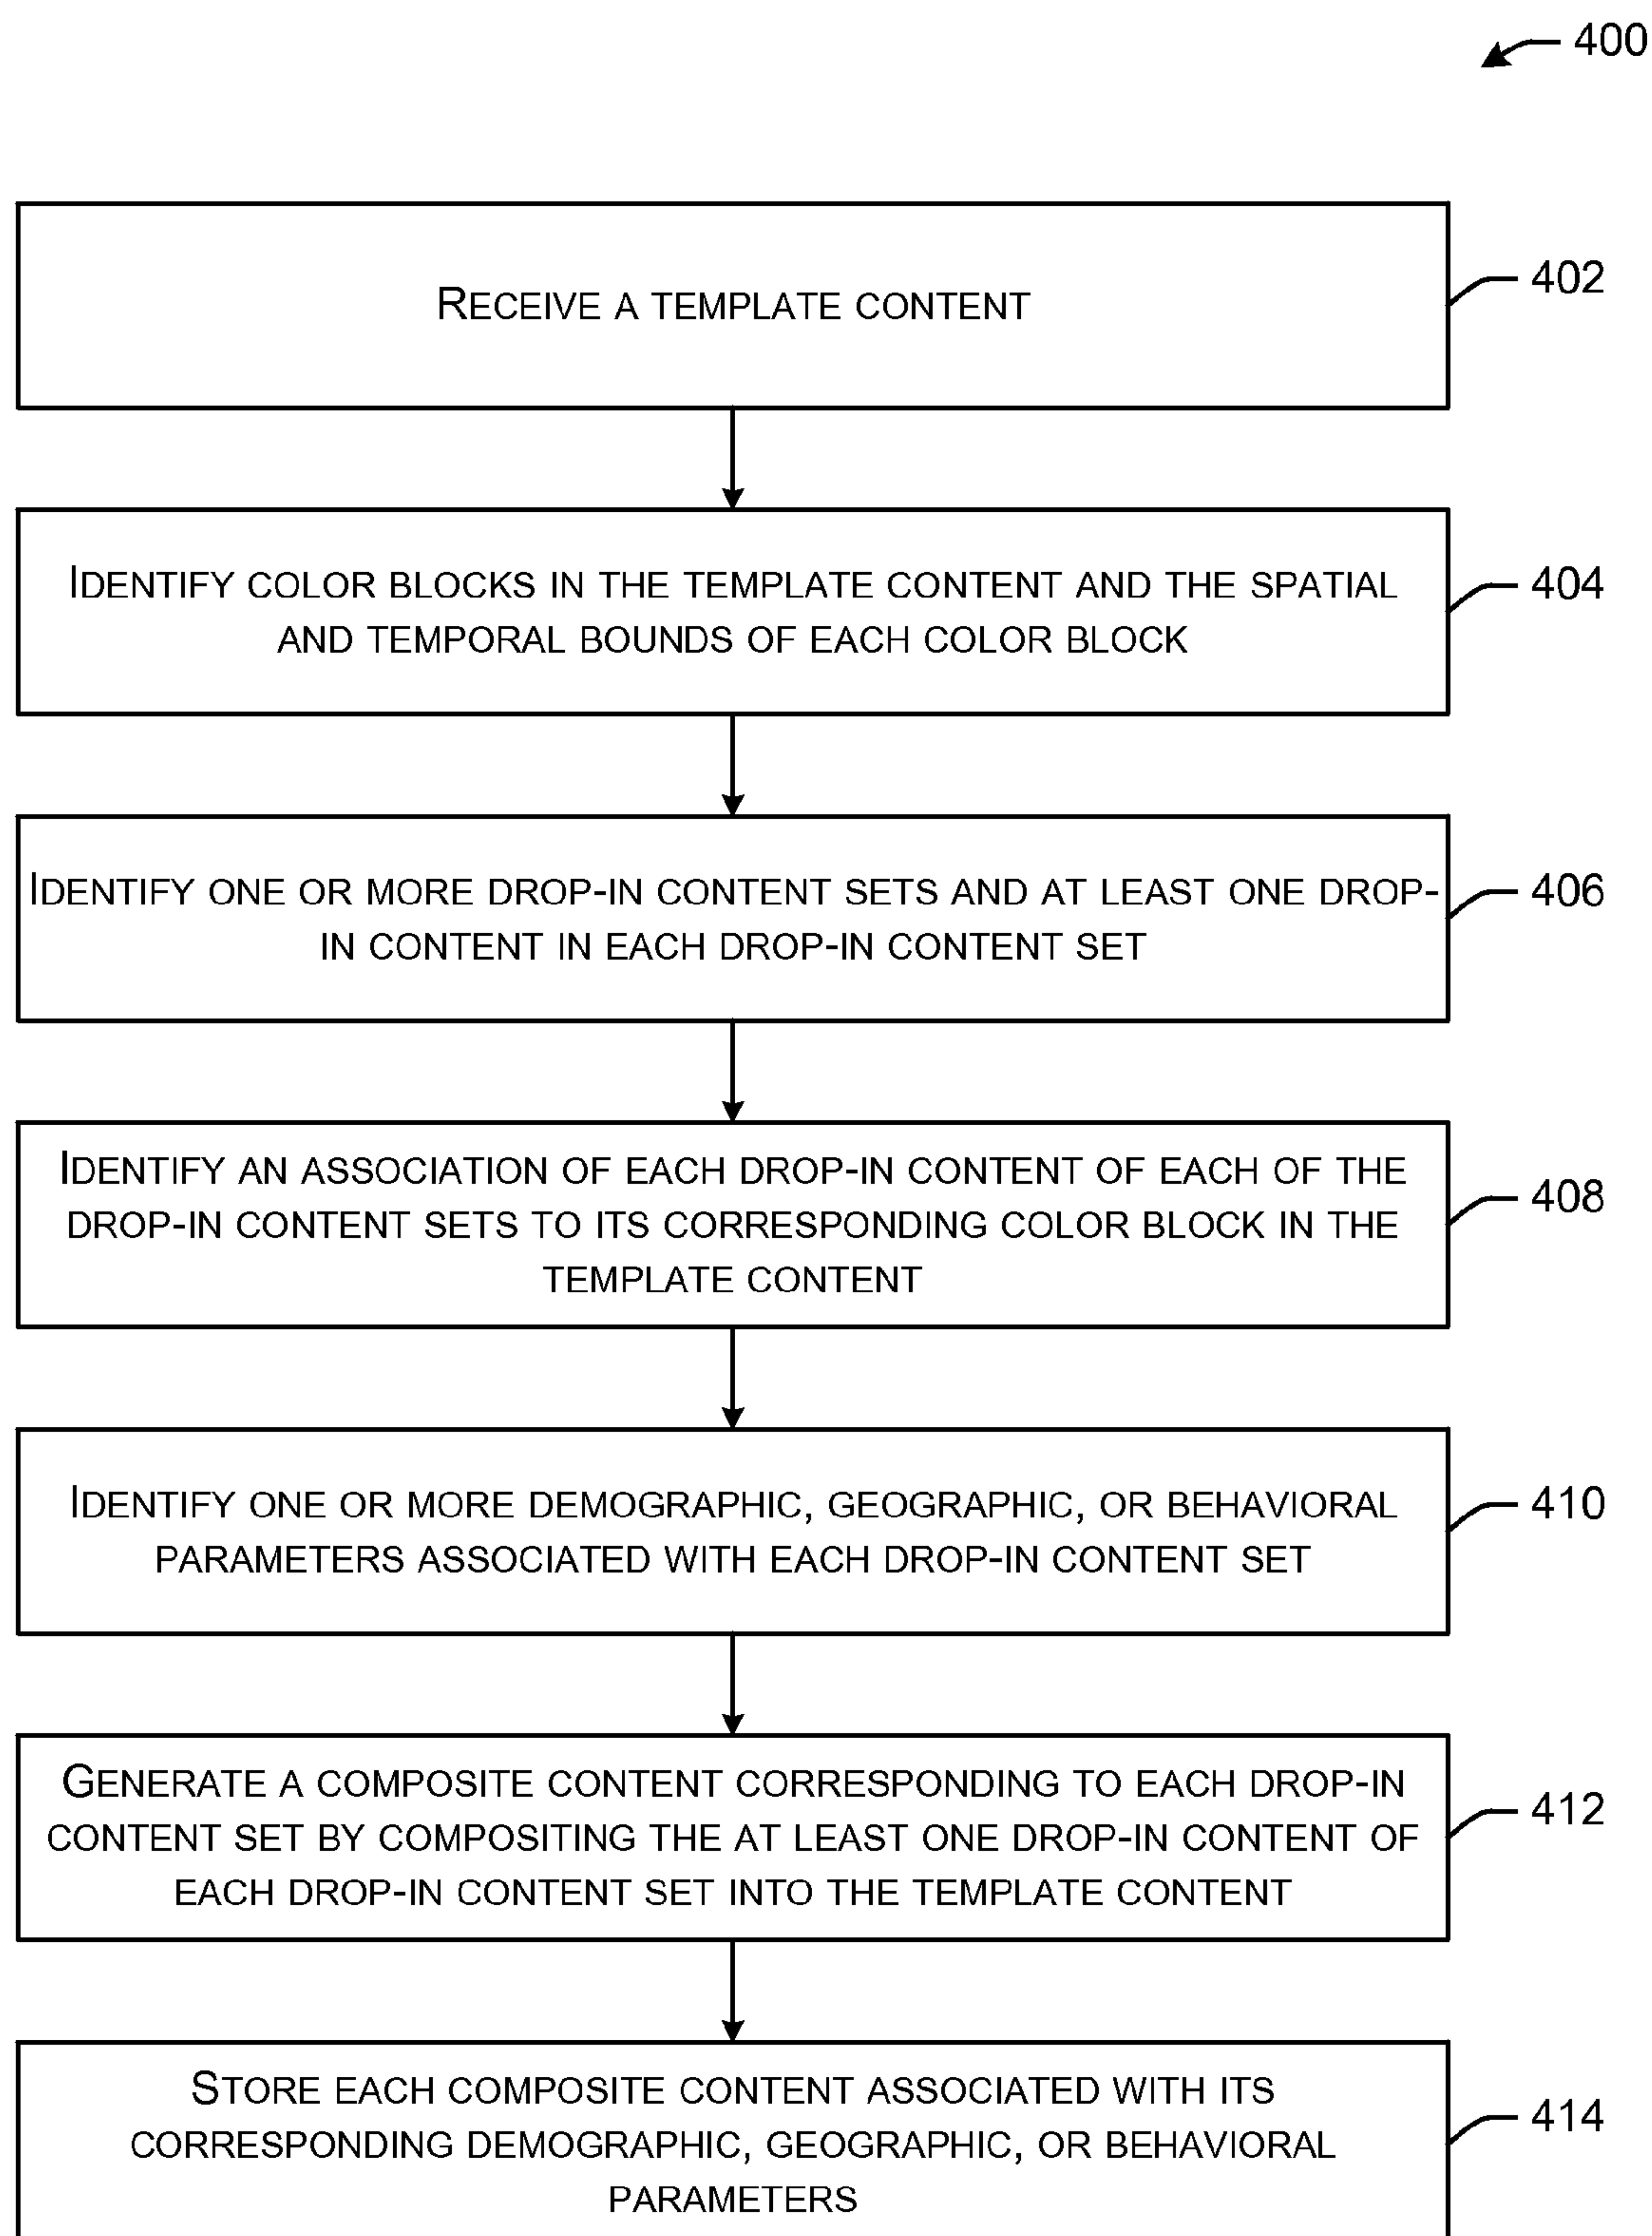 400
RECEIVE A TEMPLATE CONTENT
402
IDENTIFY COLOR BLOCKS IN THE TEMPLATE CONTENT AND THE SPATIAL
AND TEMPORAL BOUNDS OF EACH COLOR BLOCK
404
IDENTIFY ONE OR MORE DROP-IN CONTENT SETS AND AT LEAST ONE DROP-
IN CONTENT IN EACH DROP-IN CONTENT SET
406
IDENTIFY AN ASSOCIATION OF EACH DROP-IN CONTENT OF EACH OF THE
DROP-IN CONTENT SETS TO ITS CORRESPONDING COLOR BLOCK IN THE
TEMPLATE CONTENT
408
IDENTIFY ONE OR MORE DEMOGRAPHIC, GEOGRAPHIC, OR BEHAVIORAL
PARAMETERS ASSOCIATED WITH EACH DROP-IN CONTENT SET
410
GENERATE A COMPOSITE CONTENT CORRESPONDING TO EACH DROP-IN
CONTENT SET BY COMPOSITING THE AT LEAST ONE DROP-IN CONTENT OF
EACH DROP-IN CONTENT SET INTO THE TEMPLATE CONTENT
412
STORE EACH COMPOSITE CONTENT ASSOCIATED WITH ITS
CORRESPONDING DEMOGRAPHIC, GEOGRAPHIC, OR BEHAVIORAL
PARAMETERS
414